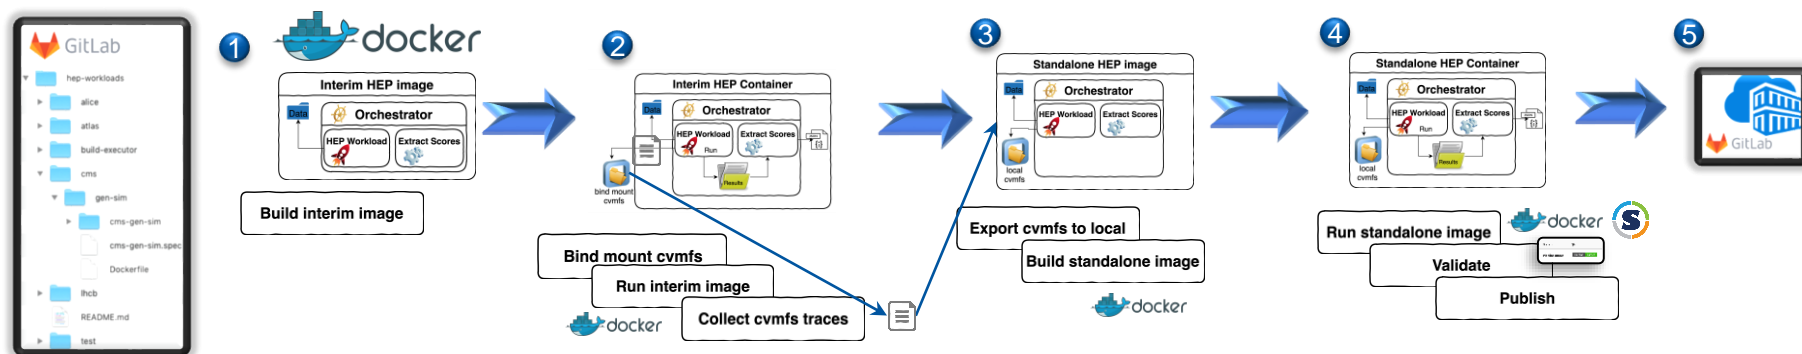 GitLab
hep-workloads
alice
atlas
build-executor
cms
gen-sim
cms-gen-sim
cms-gen-sim.spec
Dockerfile
lhcb
README.md
test
1
docker
Interim HEP image
Data
Orchestrator
HEP Workload
Extract Scores
Build interim image
2
Interim HEP Container
Data
Orchestrator
HEP Workload
Run
Extract Scores
Results
bind mount
cvmfs
Bind mount cvmfs
Run interim image
Collect cvmfs traces
docker
3
Standalone HEP image
Data
Orchestrator
HEP Workload
Extract Scores
local
cvmfs
Export cvmfs to local
Build standalone image
docker
4
Standalone HEP Container
Data
Orchestrator
HEP Workload
Run
Extract Scores
Results
local
cvmfs
Run standalone image
docker
S
Validate
Publish
5
GitLab